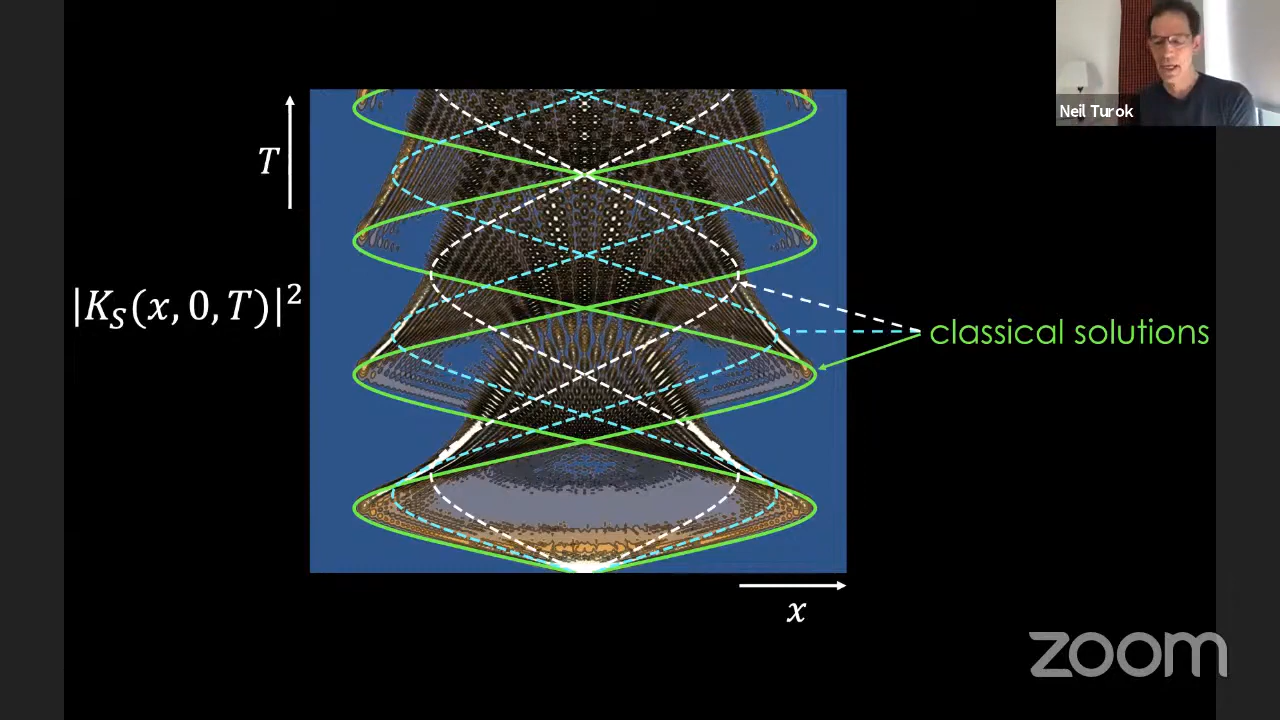 Neil Turok
T
|K_S(x, 0, T)|²
classical solutions
x
zoom